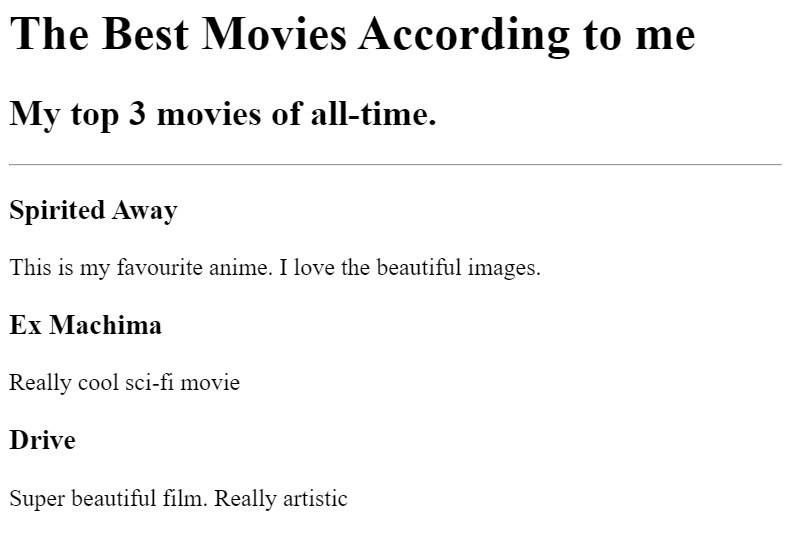 The Best Movies According to me
My top 3 movies of all-time.
Spirited Away
This is my favourite anime. I love the beautiful images.
Ex Machima
Really cool sci-fi movie
Drive
Super beautiful film. Really artistic